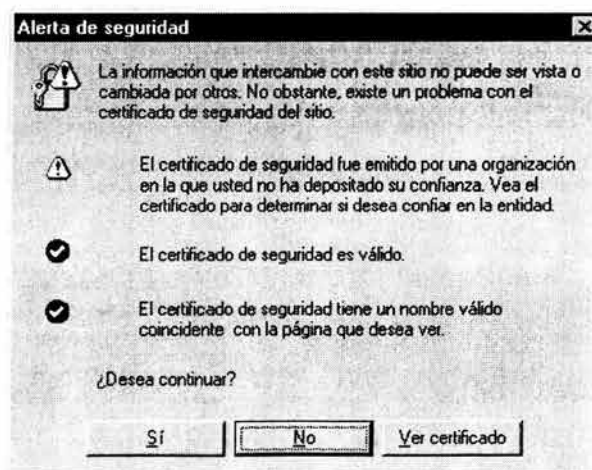 Alerta de seguridad
La información que intercambie con este sitio no puede ser vista o
cambiada por otros. No obstante, existe un problema con el
certificado de seguridad del sitio.
El certificado de seguridad fue emitido por una organización
en la que usted no ha depositado su confianza. Vea el
certificado para determinar si desea confiar en la entidad.
El certificado de seguridad es válido.
El certificado de seguridad tiene un nombre válido
coincidente con la página que desea ver.
¿Desea continuar?
Sí No Ver certificado